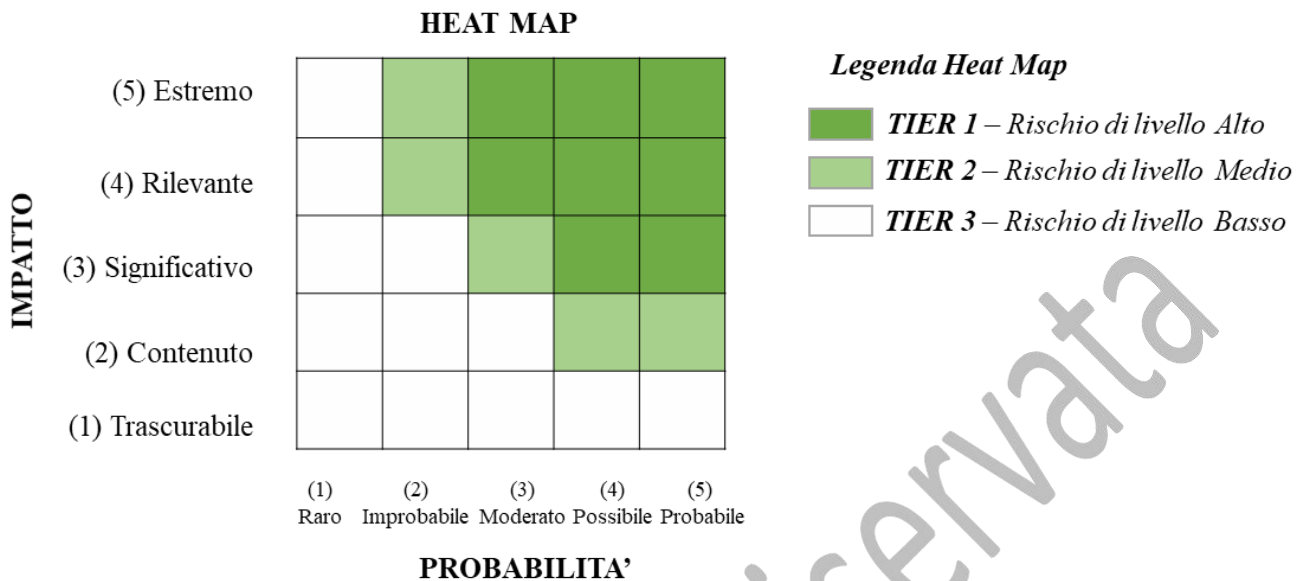 HEAT MAP
Legenda Heat Map
TIER 1 – Rischio di livello Alto
TIER 2 – Rischio di livello Medio
TIER 3 – Rischio di livello Basso
IMPATTO
(5) Estremo
(4) Rilevante
(3) Significativo
(2) Contenuto
(1) Trascurabile
(1) (2) (3) (4) (5)
Raro Improbabile Moderato Possibile Probabile
PROBABILITA’